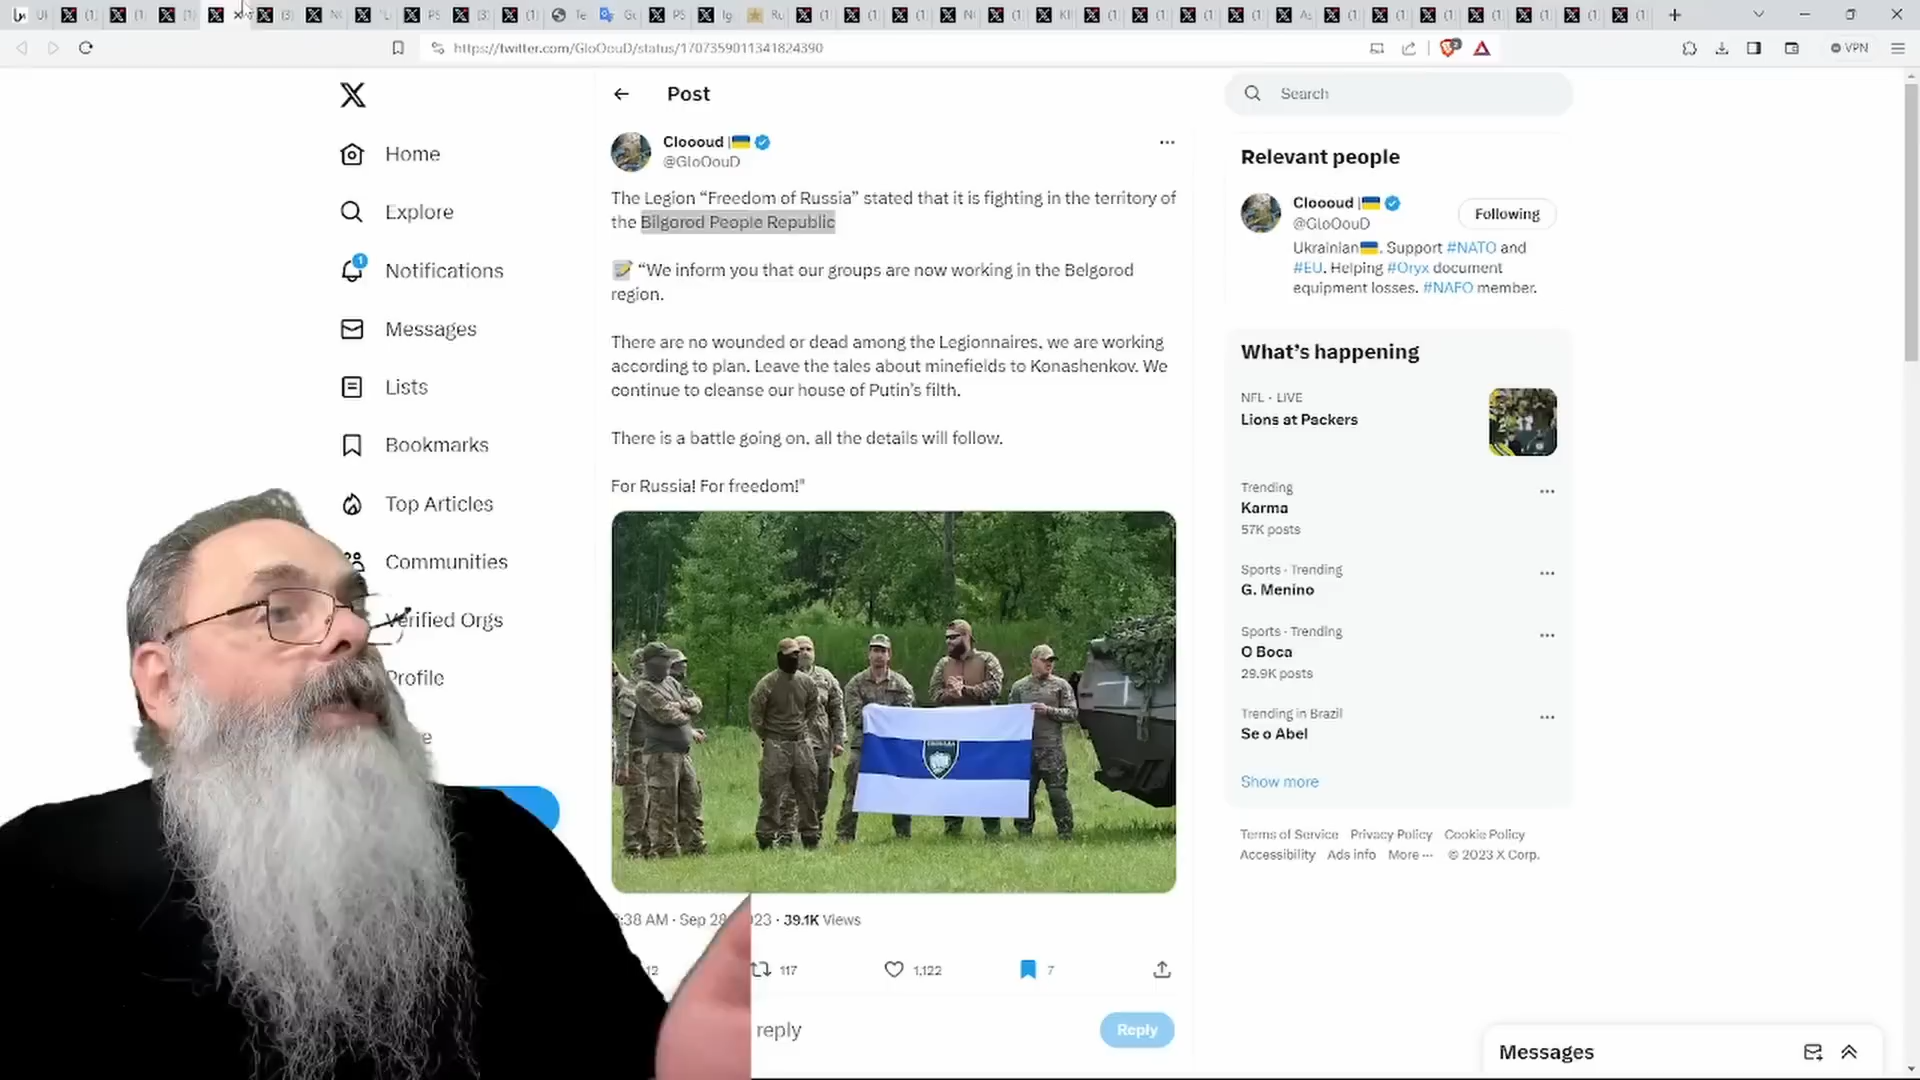 https://twitter.com/GloOouD/status/1707359011341824390
VPN
Home
Explore
1
Notifications
Messages
Lists
Bookmarks
Top Articles
Communities
Verified Orgs
Profile
Post
Cloooud |
@GloOouD
The Legion “Freedom of Russia” stated that it is fighting in the territory of
the Bilgorod People Republic
“We inform you that our groups are now working in the Belgorod
region.
There are no wounded or dead among the Legionnaires, we are working
according to plan. Leave the tales about minefields to Konashenkov. We
continue to cleanse our house of Putin’s filth.
There is a battle going on, all the details will follow.
For Russia! For freedom!"
:38 AM · Sep 28, 23 · 39.1K Views
12
117
1,122
7
reply
Reply
Search
Relevant people
Cloooud |
@GloOouD
Following
Ukrainian. Support #NATO and
#EU. Helping #Oryx document
equipment losses. #NAFO member.
What’s happening
NFL · LIVE
Lions at Packers
Trending
Karma
57K posts
Sports · Trending
G. Menino
Sports · Trending
O Boca
29.9K posts
Trending in Brazil
Se o Abel
Show more
Terms of Service Privacy Policy Cookie Policy
Accessibility Ads info More ··· © 2023 X Corp.
Messages